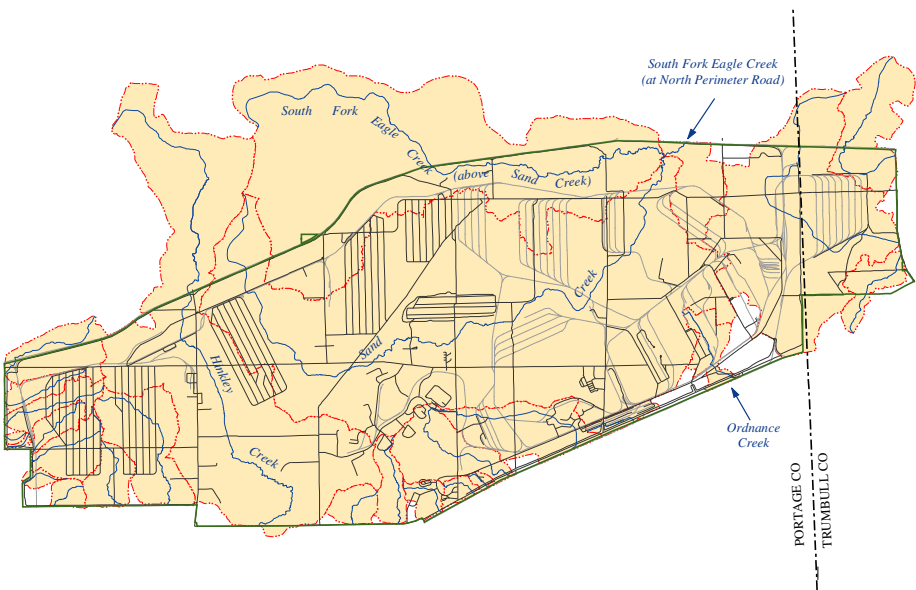 South Fork Eagle Creek
(at North Perimeter Road)
South Fork
Eagle
Creek
(above Sand Creek)
Creek
Sand
Hinkley
Creek
Ordnance
Creek
PORTAGE CO
TRUMBULL CO